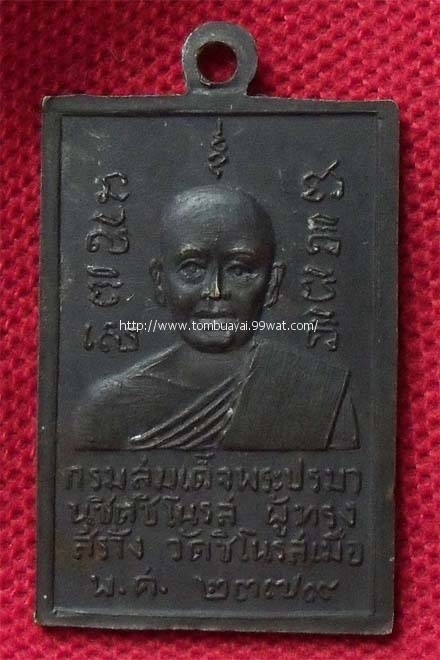 http://www.tombuayai.99wat.com
กรมสมเด็จพระปรมา
นุชิตชิโนรส ผู้ทรง
สร้าง วัดชิโนรสเมื่อ
พ.ศ. ๒๓๗๙